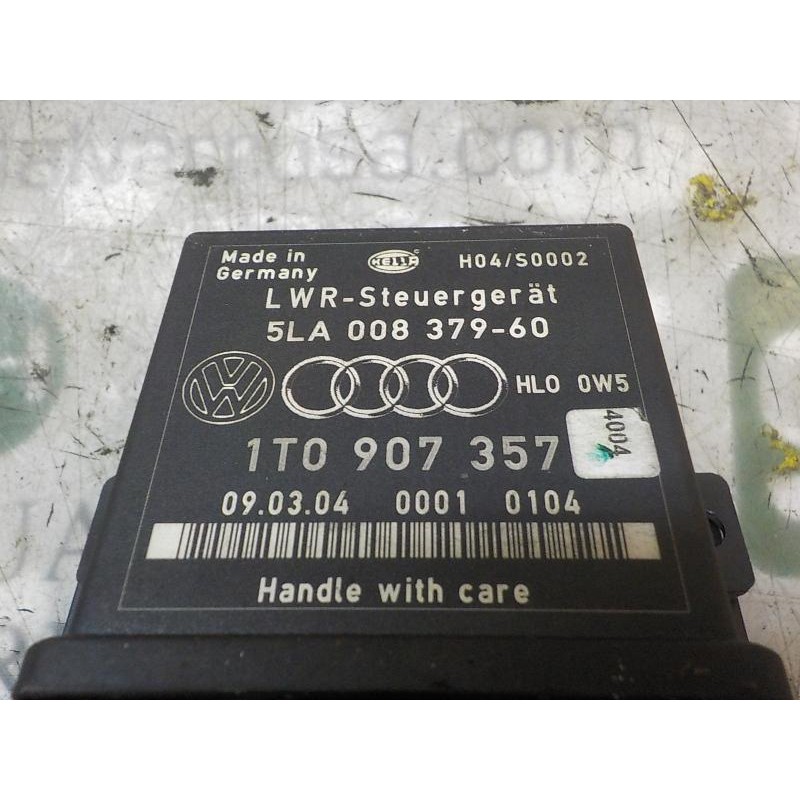 Made in
Germany
HELLA
H04/S0002
LWR-Steuergerät
5LA 008 379-60
HLO 0W5
1T0 907 357
4004
09.03.04 0001 0104
Handle with care